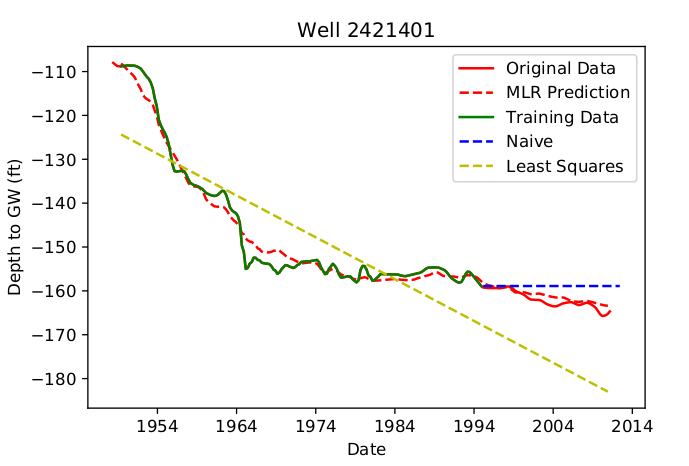 Well 2421401
Original Data
MLR Prediction
Training Data
Naive
Least Squares
−110
−120
−130
−140
−150
−160
−170
−180
Depth to GW (ft)
1954
1964
1974
1984
1994
2004
2014
Date